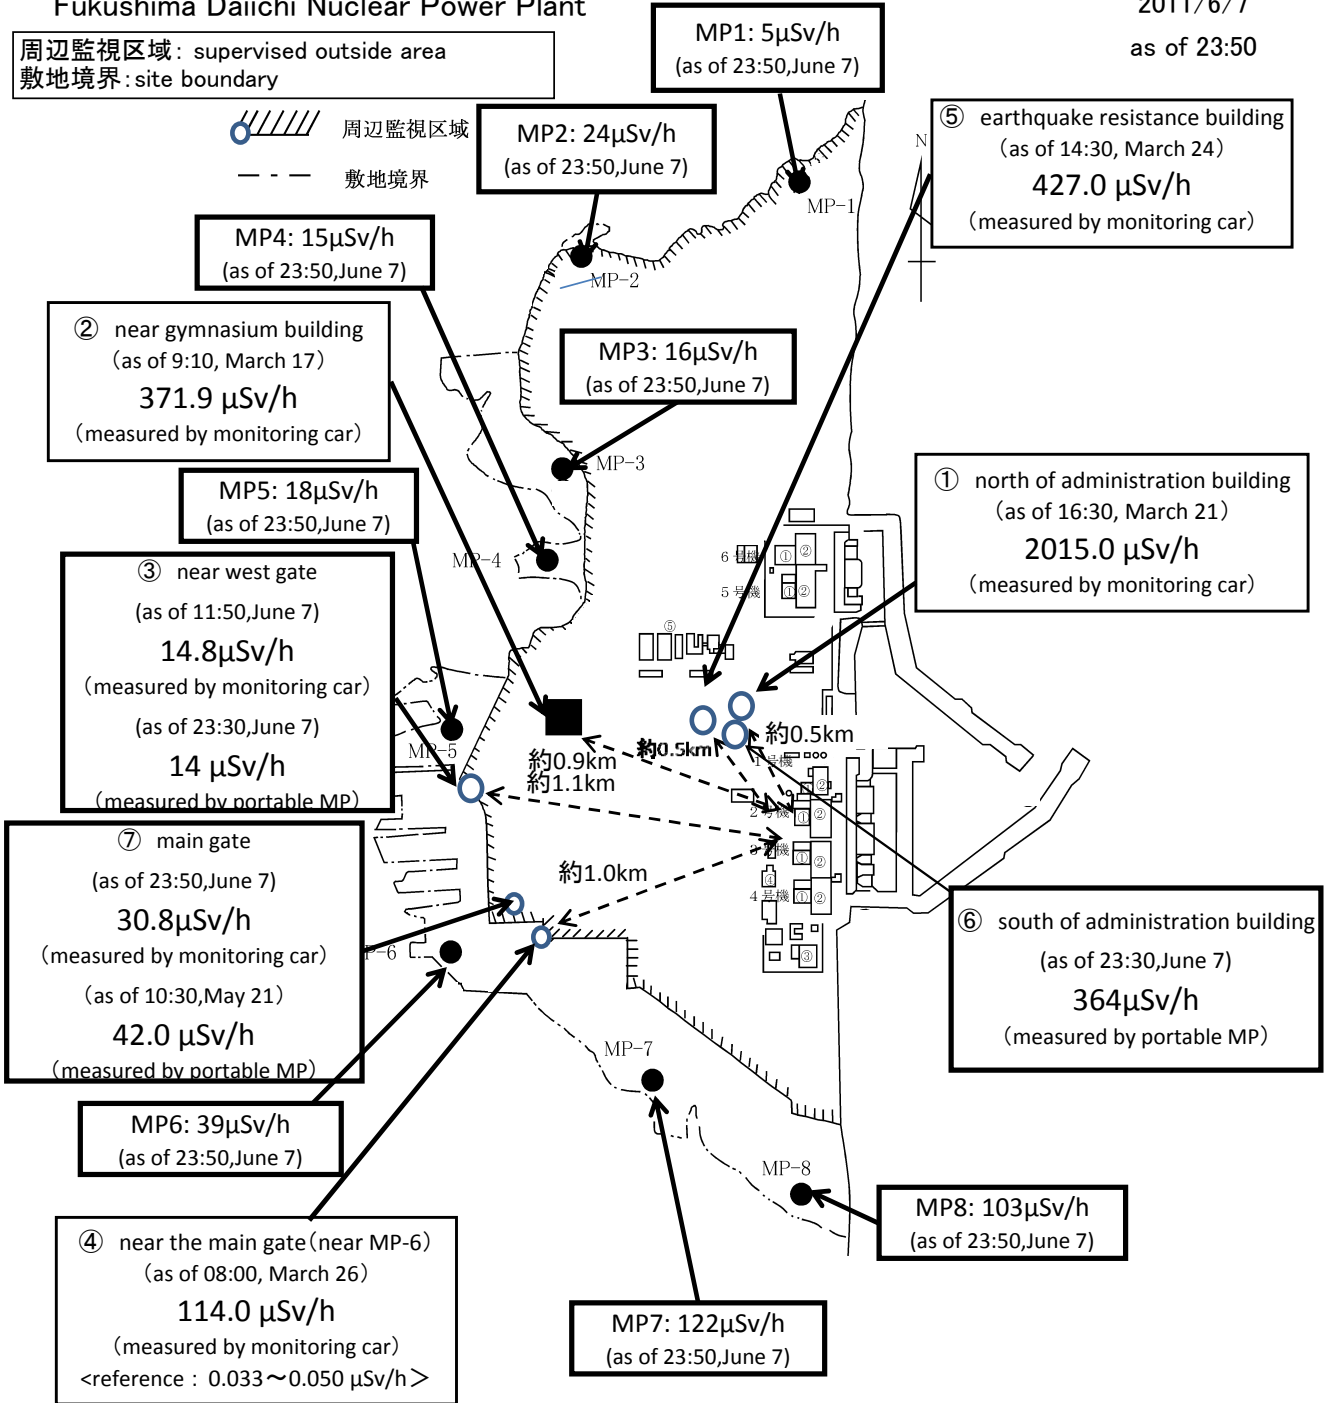 Fukushima Daiichi Nuclear Power Plant
2011/6/7
as of 23:50
周辺監視区域: supervised outside area
敷地境界:site boundary
周辺監視区域
敷地境界
MP1: 5μSv/h
(as of 23:50,June 7)
MP2: 24μSv/h
(as of 23:50,June 7)
⑤ earthquake resistance building
(as of 14:30, March 24)
427.0 μSv/h
(measured by monitoring car)
N
MP-1
MP4: 15μSv/h
(as of 23:50,June 7)
MP-2
② near gymnasium building
(as of 9:10, March 17)
371.9 μSv/h
(measured by monitoring car)
MP3: 16μSv/h
(as of 23:50,June 7)
MP-3
MP5: 18μSv/h
(as of 23:50,June 7)
① north of administration building
(as of 16:30, March 21)
2015.0 μSv/h
(measured by monitoring car)
MP-4
6号機 ① ②
5号機 ① ②
③ near west gate
(as of 11:50,June 7)
14.8μSv/h
(measured by monitoring car)
(as of 23:30,June 7)
14 μSv/h
(measured by portable MP)
⑤
MP-5
約0.9km
約1.1km
約0.5km
約0.5km
1号機
②
2号機 ① ②
3号機 ① ②
④
4号機 ① ②
③
約1.0km
⑦ main gate
(as of 23:50,June 7)
30.8μSv/h
(measured by monitoring car)
(as of 10:30,May 21)
42.0 μSv/h
(measured by portable MP)
P-6
⑥ south of administration building
(as of 23:30,June 7)
364μSv/h
(measured by portable MP)
MP-7
MP6: 39μSv/h
(as of 23:50,June 7)
MP-8
④ near the main gate(near MP-6)
(as of 08:00, March 26)
114.0 μSv/h
(measured by monitoring car)
<reference : 0.033～0.050 μSv/h＞
MP8: 103μSv/h
(as of 23:50,June 7)
MP7: 122μSv/h
(as of 23:50,June 7)